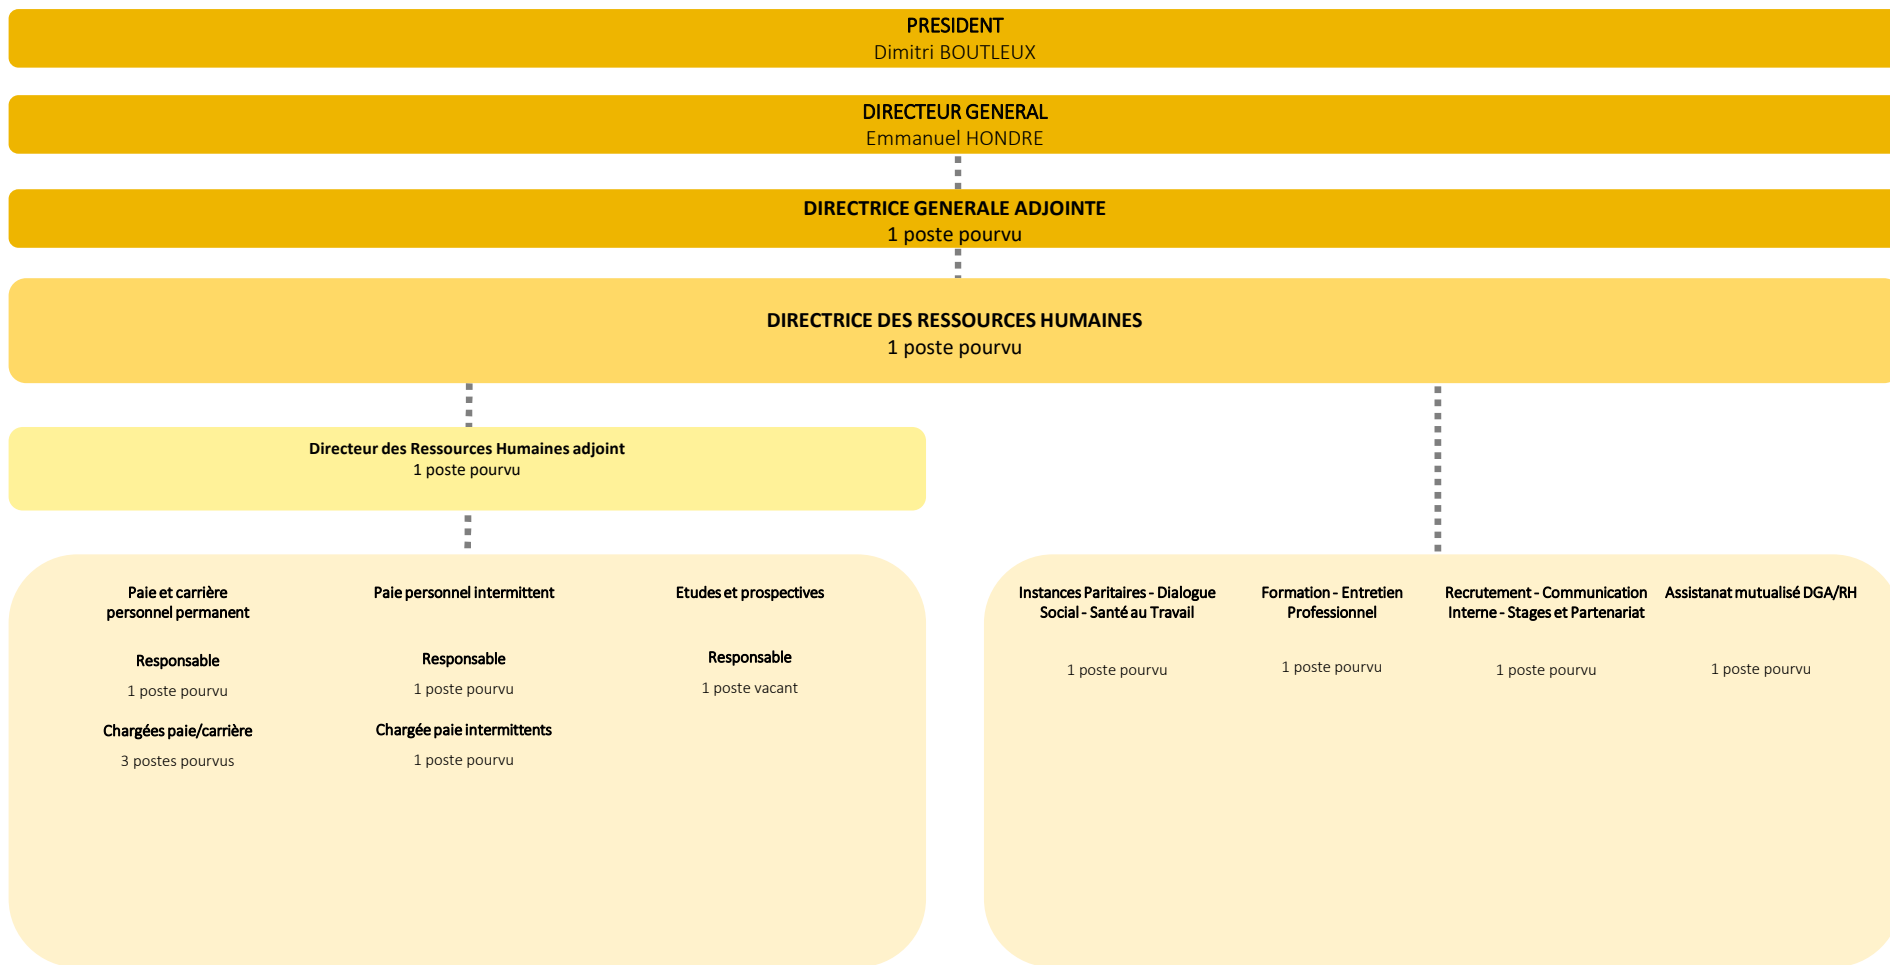 PRESIDENT
Dimitri BOUTLEUX
DIRECTEUR GENERAL
Emmanuel HONDRE
DIRECTRICE GENERALE ADJOINTE
1 poste pourvu
DIRECTRICE DES RESSOURCES HUMAINES
1 poste pourvu
Directeur des Ressources Humaines adjoint
1 poste pourvu
Paie et carrière
personnel permanent
Responsable
1 poste pourvu
Chargées paie/carrière
3 postes pourvus
Paie personnel intermittent
Responsable
1 poste pourvu
Chargée paie intermittents
1 poste pourvu
Etudes et prospectives
Responsable
1 poste vacant
Instances Paritaires - Dialogue
Social - Santé au Travail
1 poste pourvu
Formation - Entretien
Professionnel
1 poste pourvu
Recrutement - Communication
Interne - Stages et Partenariat
1 poste pourvu
Assistanat mutualisé DGA/RH
1 poste pourvu